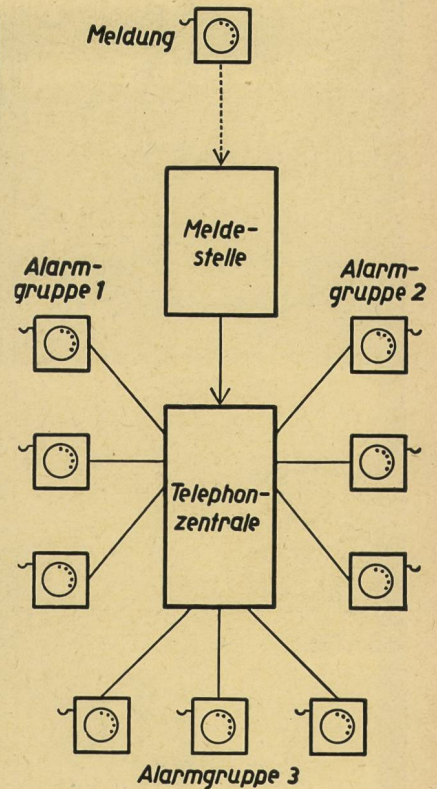 Meldung
Melde-
stelle
Alarm-
gruppe 1
Alarm-
gruppe 2
Telephon-
zentrale
Alarmgruppe 3